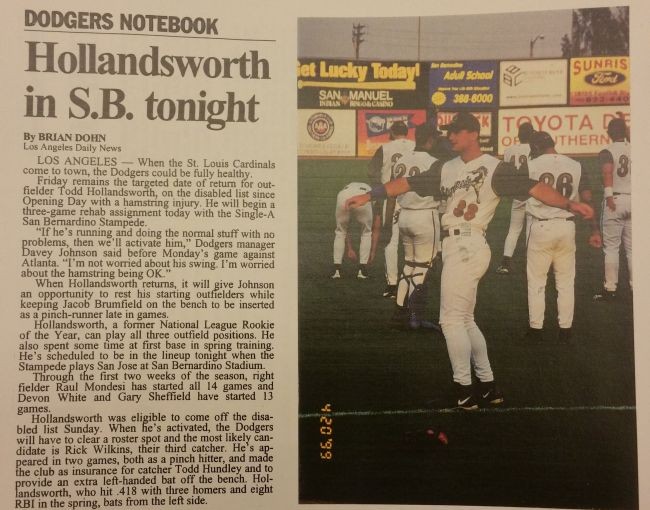 DODGERS NOTEBOOK
Hollandsworth
in S.B. tonight
By BRIAN DOHN
Los Angeles Daily News
LOS ANGELES — When the St. Louis Cardinals
come to town, the Dodgers could be fully healthy.
Friday remains the targeted date of return for out-
fielder Todd Hollandsworth, on the disabled list since
Opening Day with a hamstring injury. He will begin a
three-game rehab assignment today with the Single-A
San Bernardino Stampede.
“If he's running and doing the normal stuff with no
problems, then we'll activate him,” Dodgers manager
Davey Johnson said before Monday's game against
Atlanta. “I'm not worried about his swing. I'm worried
about the hamstring being OK.”
When Hollandsworth returns, it will give Johnson
an opportunity to rest his starting outfielders while
keeping Jacob Brumfield on the bench to be inserted
as a pinch-runner late in games.
Hollandsworth, a former National League Rookie
of the Year, can play all three outfield positions. He
also spent some time at first base in spring training.
He's scheduled to be in the lineup tonight when the
Stampede plays San Jose at San Bernardino Stadium.
Through the first two weeks of the season, right
fielder Raul Mondesi has started all 14 games and
Devon White and Gary Sheffield have started 13
games.
Hollandsworth was eligible to come off the disa-
bled list Sunday. When he's activated, the Dodgers
will have to clear a roster spot and the most likely can-
didate is Rick Wilkins, their third catcher. He's ap-
peared in two games, both as a pinch hitter, and made
the club as insurance for catcher Todd Hundley and to
provide an extra left-handed bat off the bench. Hol-
landsworth, who hit .418 with three homers and eight
RBI in the spring, bats from the left side.
Get Lucky Today!
SAN MANUEL
INDIAN BINGO & CASINO
San Bernardino
Adult School
388-6000
SUNRIS
Ford
TOYOTA DE
OF
THERN
33
26
3
4 20 '99